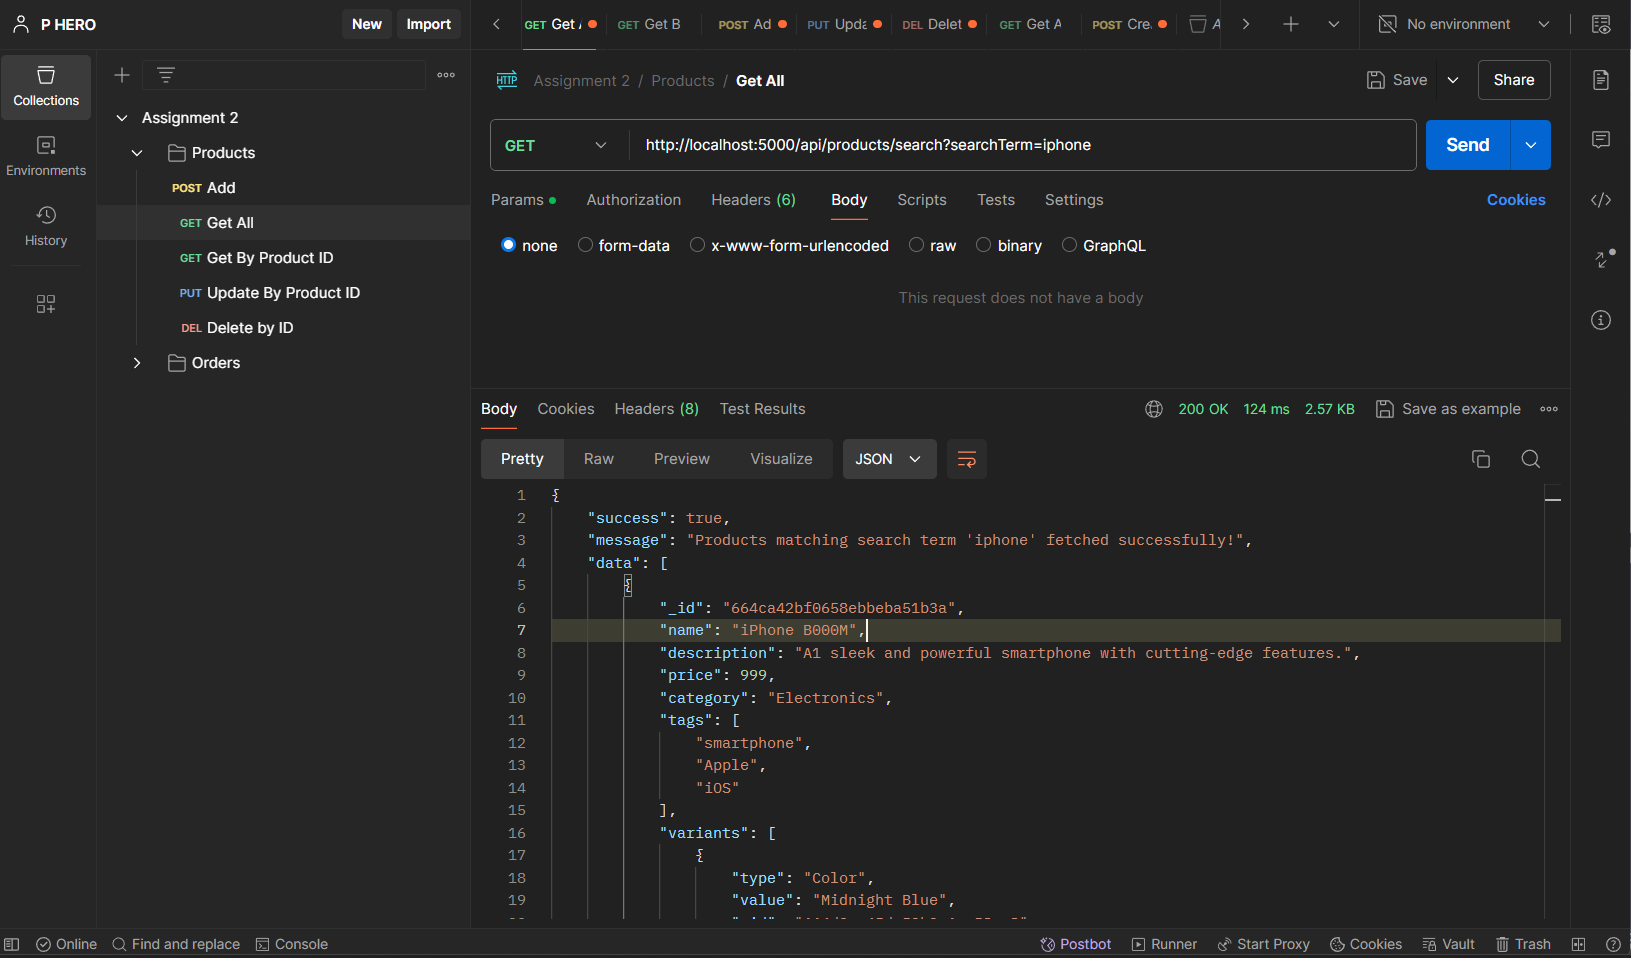 P HERO
New
Import
GET Get
GET Get B
POST Ad
PUT Upda
DEL Delet
GET Get A
POST Cre
No environment
Collections
Environments
History
Assignment 2
Products
POST Add
GET Get All
GET Get By Product ID
PUT Update By Product ID
DEL Delete by ID
Orders
HTTP Assignment 2 / Products / Get All
Save
Share
GET
http://localhost:5000/api/products/search?searchTerm=iphone
Send
Params
Authorization
Headers (6)
Body
Scripts
Tests
Settings
Cookies
none
form-data
x-www-form-urlencoded
raw
binary
GraphQL
This request does not have a body
Body
Cookies
Headers (8)
Test Results
200 OK
124 ms
2.57 KB
Save as example
Pretty
Raw
Preview
Visualize
JSON
1 {
2 "success": true,
3 "message": "Products matching search term 'iphone' fetched successfully!",
4 "data": [
5 {
6 "_id": "664ca42bf0658ebbeba51b3a",
7 "name": "iPhone B000M",
8 "description": "A1 sleek and powerful smartphone with cutting-edge features.",
9 "price": 999,
10 "category": "Electronics",
11 "tags": [
12 "smartphone",
13 "Apple",
14 "iOS"
15 ],
16 "variants": [
17 {
18 "type": "Color",
19 "value": "Midnight Blue",
Online
Find and replace
Console
Postbot
Runner
Start Proxy
Cookies
Vault
Trash